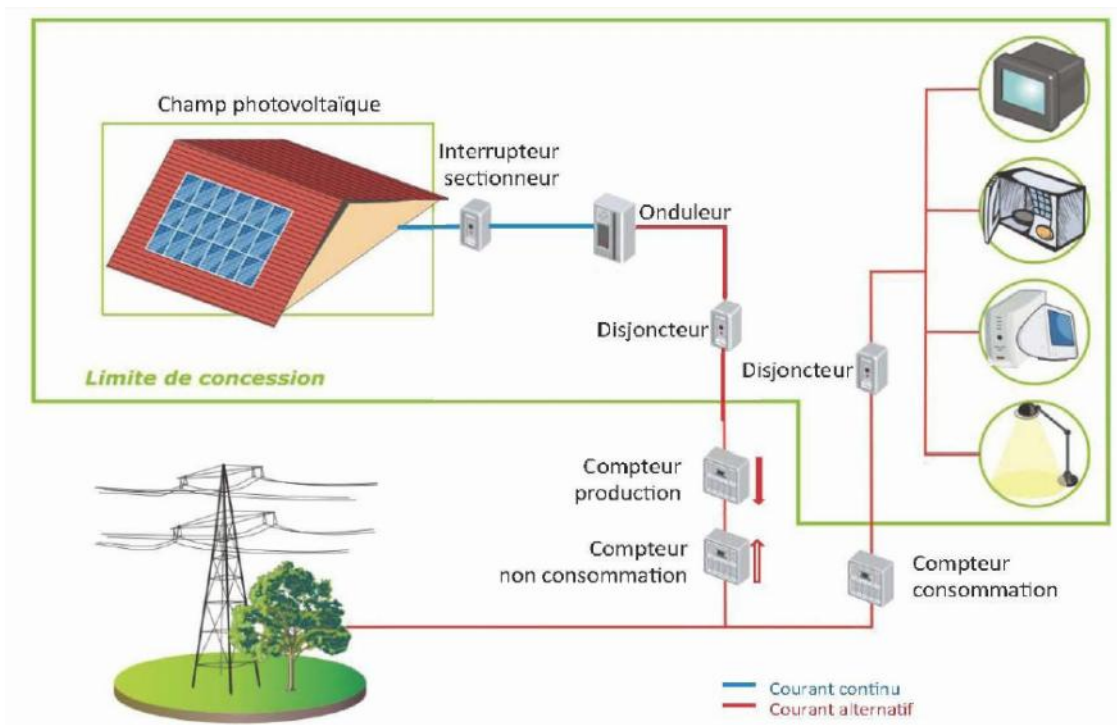 Champ photovoltaïque
Interrupteur
sectionneur
Onduleur
Disjoncteur
Disjoncteur
Limite de concession
Compteur
production
Compteur
non consommation
Compteur
consommation
Courant continu
Courant alternatif